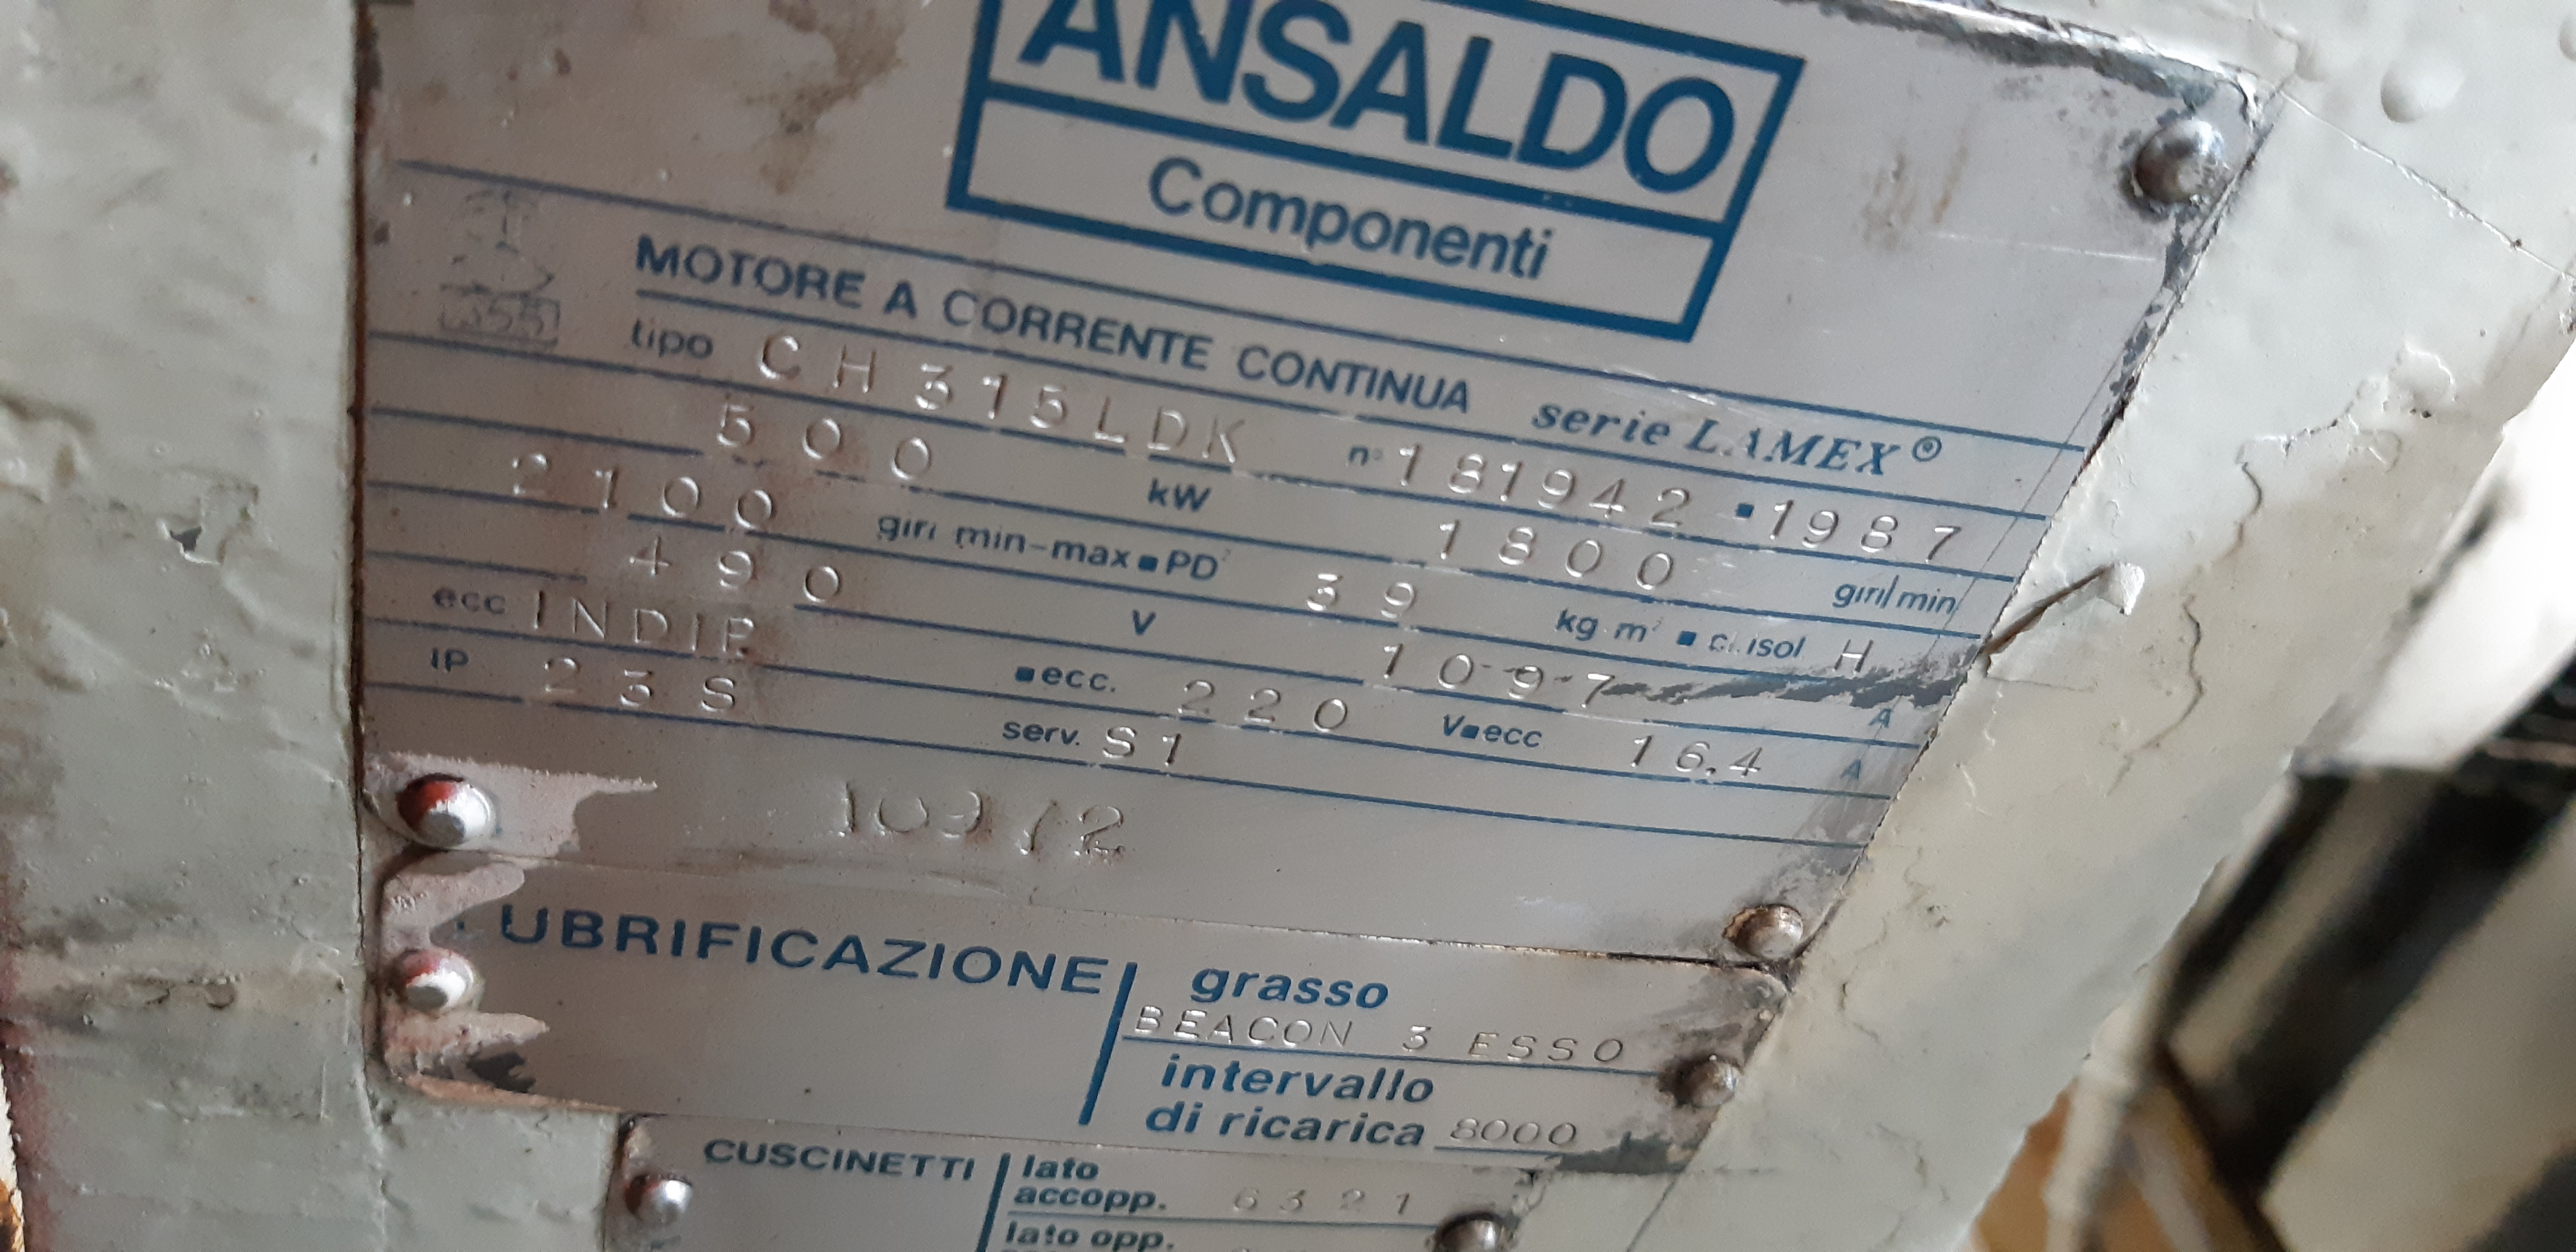 ANSALDO
Componenti
MOTORE A CORRENTE CONTINUA serie LAMEX®
tipo CH 315LDK n° 181942 ▪ 1987
500 kW 1800 giri/min
2100 giri min-max ▪ PD² 39 kg m² ▪ cl. isol H
490 V 1097 A
ecc INDIP. ▪ ecc. 220 V ▪ ecc 16,4 A
IP 23S serv. S1
109/2
UBRIFICAZIONE
grasso
BEACON 3 ESSO
intervallo
di ricarica 8000
CUSCINETTI
lato
accopp. 6321
lato opp.